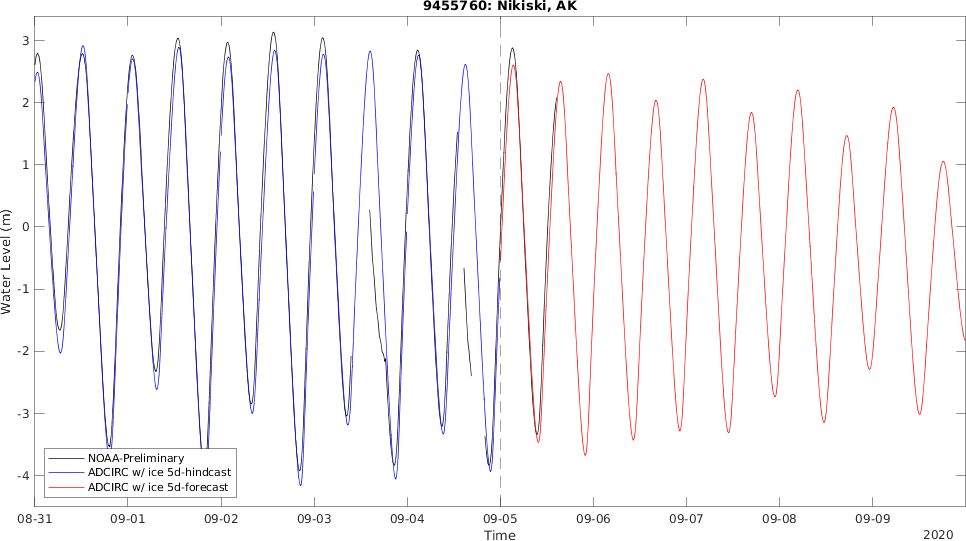 9455760: Nikiski, AK
3
2
1
0
-1
-2
-3
-4
Water Level (m)
NOAA-Preliminary
ADCIRC w/ ice 5d-hindcast
ADCIRC w/ ice 5d-forecast
08-31 09-01 09-02 09-03 09-04 09-05 09-06 09-07 09-08 09-09
Time
2020